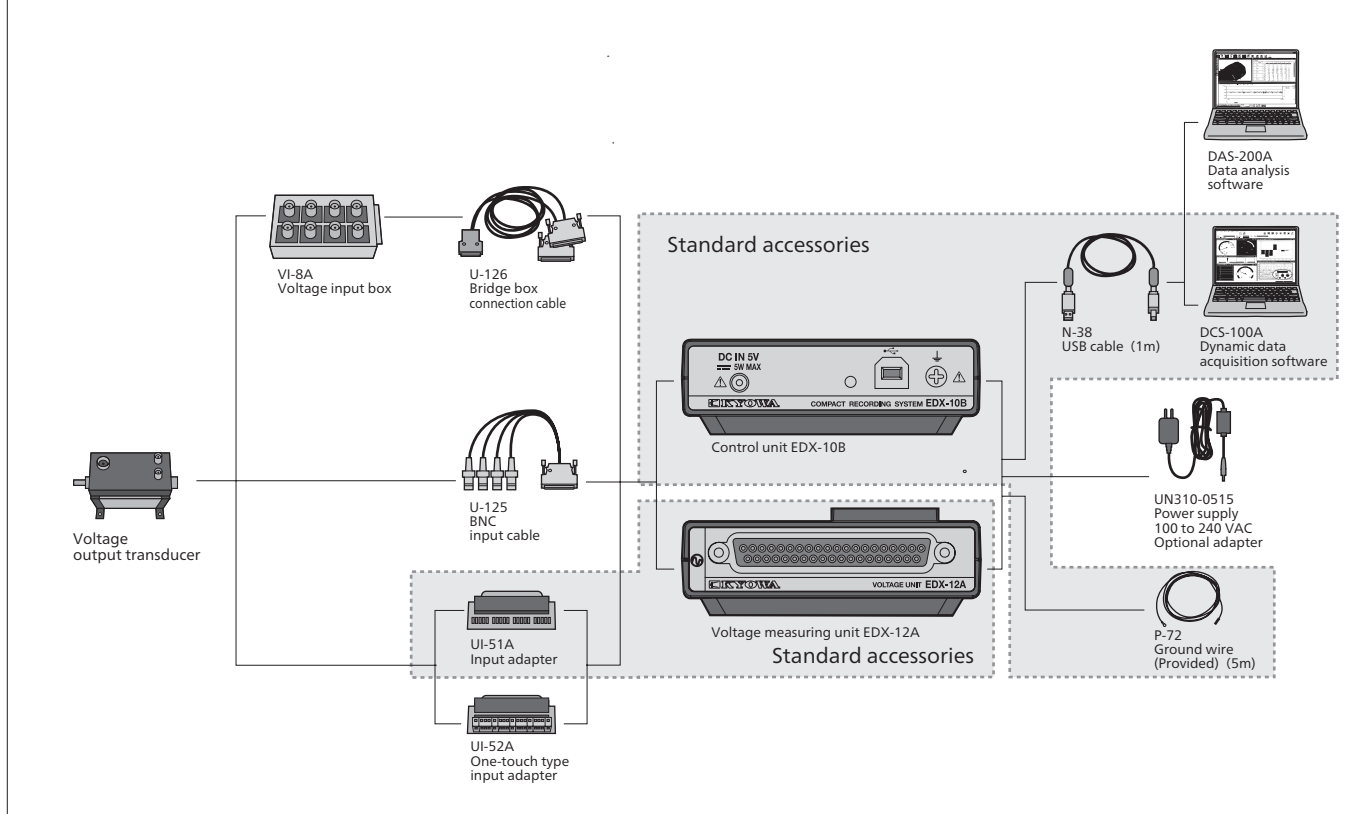 DAS-200A
Data analysis
software
Standard accessories
VI-8A
Voltage input box
U-126
Bridge box
connection cable
N-38
USB cable (1m)
DCS-100A
Dynamic data
acquisition software
DC IN 5V
5W MAX
KYOWA
COMPACT RECORDING SYSTEM EDX-10B
Control unit EDX-10B
U-125
BNC
input cable
Voltage
output transducer
UN310-0515
Power supply
100 to 240 VAC
Optional adapter
KYOWA
VOLTAGE UNIT EDX-12A
Voltage measuring unit EDX-12A
Standard accessories
UI-51A
Input adapter
P-72
Ground wire
(Provided) (5m)
UI-52A
One-touch type
input adapter